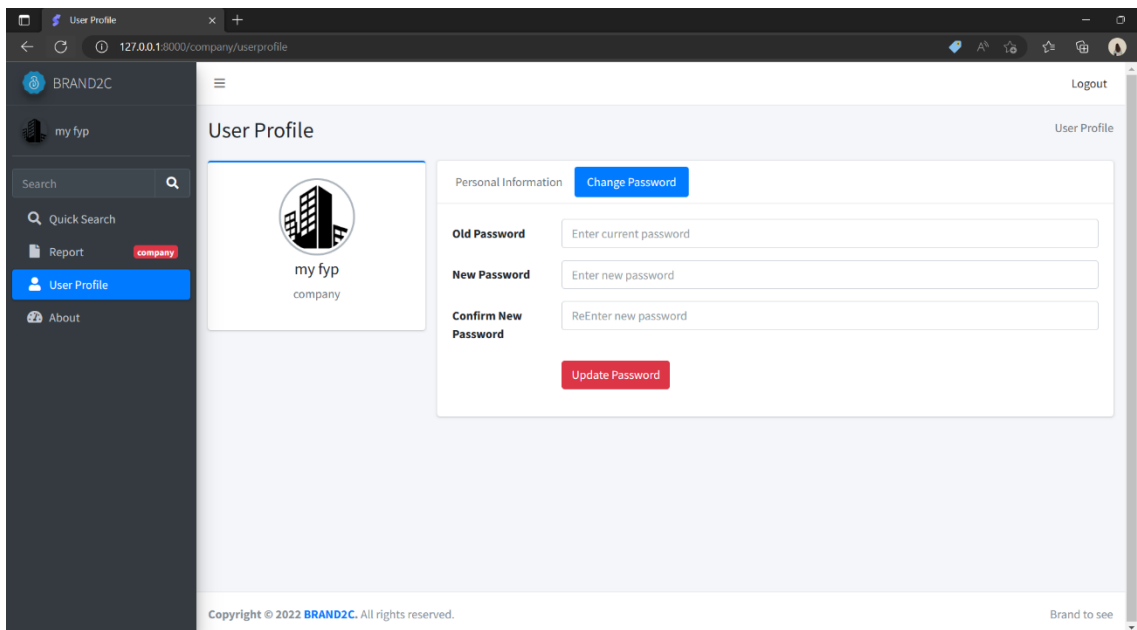 User Profile
127.0.0.1:8000/company/userprofile
BRAND2C
Logout
my fyp
User Profile
User Profile
Search
Personal Information
Change Password
Quick Search
Report
company
User Profile
About
my fyp
company
Old Password
Enter current password
New Password
Enter new password
Confirm New
Password
ReEnter new password
Update Password
Copyright © 2022 BRAND2C. All rights reserved.
Brand to see